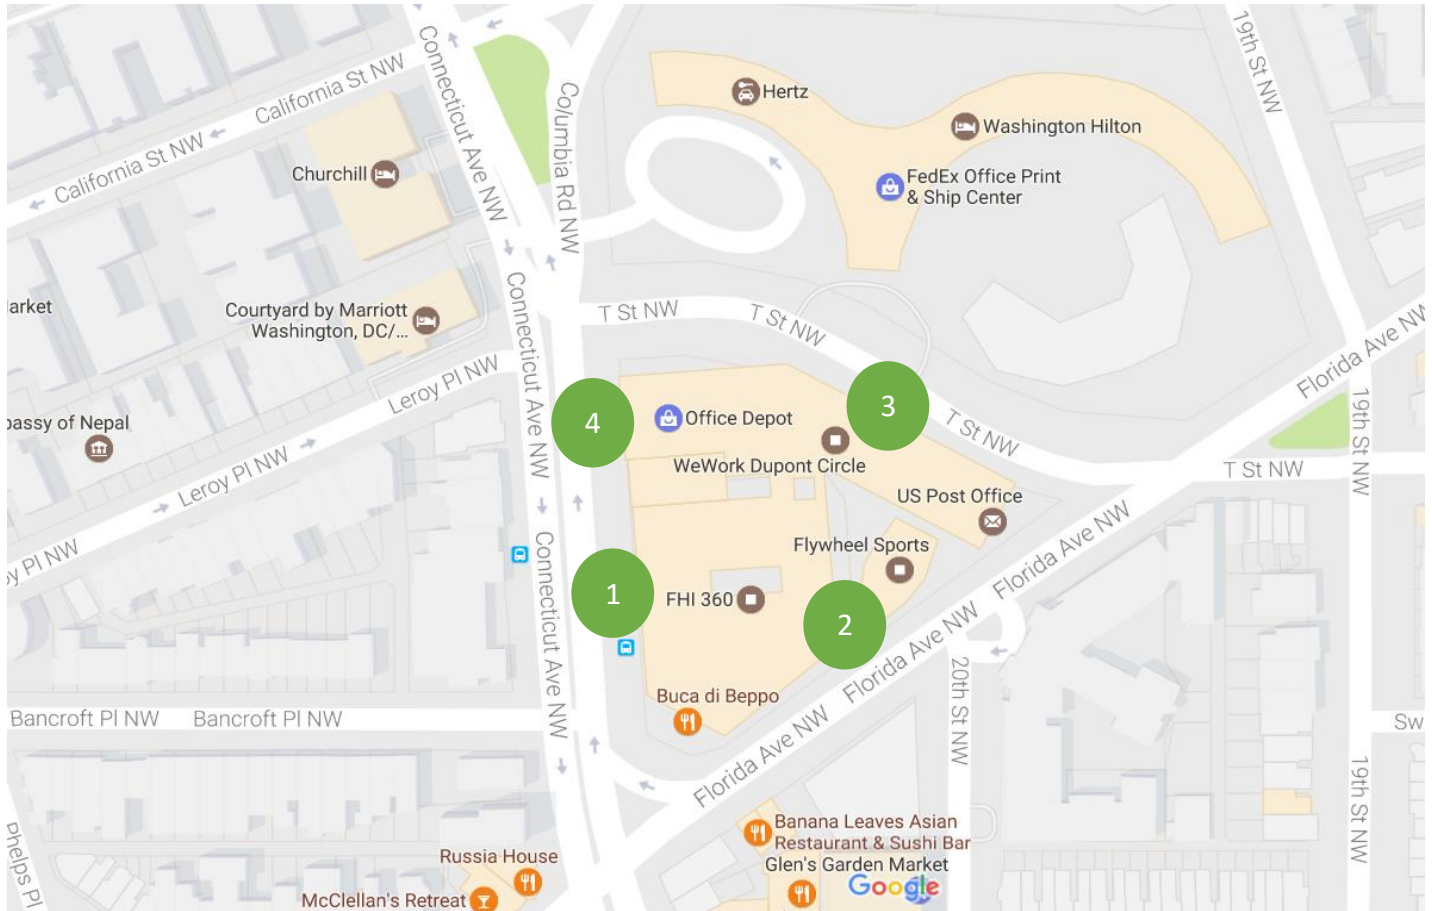 Connecticut Ave NW
19th St NW
California St NW
Columbia Rd NW
Hertz
Washington Hilton
California St NW
Churchill
FedEx Office Print
& Ship Center
Connecticut Ave NW
arket
Courtyard by Marriott
Washington, DC/...
T St NW
T St NW
Florida Ave NW
Leroy Pl NW
4
Office Depot
3
19th St NW
bassy of Nepal
T St NW
WeWork Dupont Circle
Leroy Pl NW
T St NW
US Post Office
Connecticut Ave NW
Florida Ave NW
Flywheel Sports
oy Pl NW
1
FHI 360
2
Florida Ave NW
20th St NW
Buca di Beppo
Bancroft Pl NW
Bancroft Pl NW
Sw
Florida Ave NW
19th St NW
Phelps Pl
Banana Leaves Asian
Restaurant & Sushi Bar
Russia House
Glen's Garden Market
McClellan's Retreat
Google